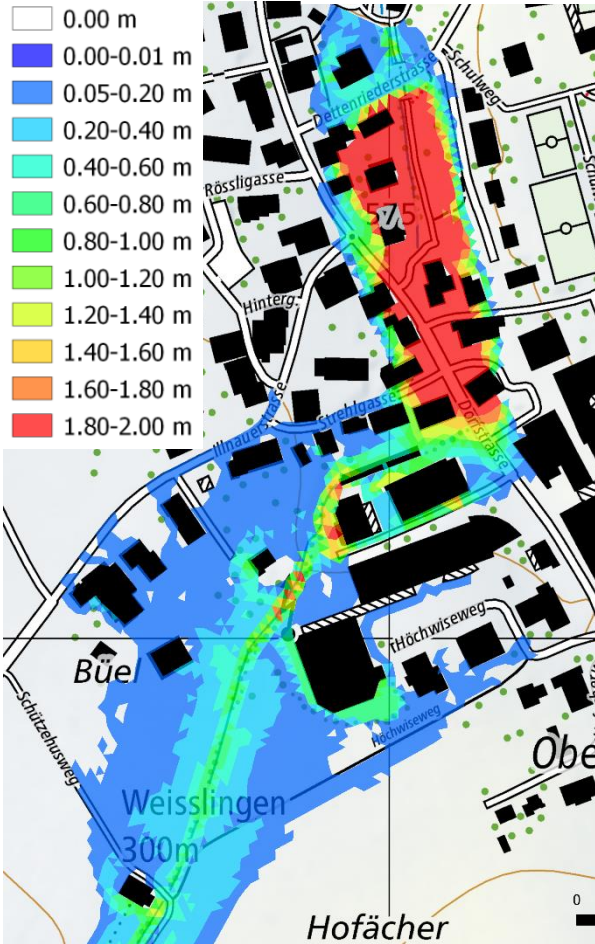 0.00 m
0.00-0.01 m
0.05-0.20 m
0.20-0.40 m
0.40-0.60 m
0.60-0.80 m
0.80-1.00 m
1.00-1.20 m
1.20-1.40 m
1.40-1.60 m
1.60-1.80 m
1.80-2.00 m
Dettenriederstrasse
Schulweg
Schu
Rössligasse
575
Hinterg.
Illnauerstrasse
Strehlgasse
Dorfstrasse
Höchwiseweg
Büel
Schützehusweg
Höchwiseweg
Obe
Weisslingen
300m
Hofächer
0